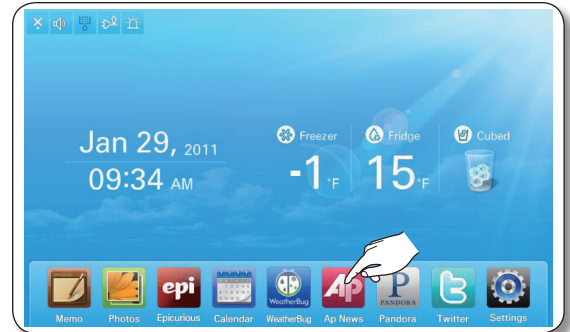 Jan 29, 2011
09:34 AM
Freezer
-1°F
Fridge
15°F
Cubed
epi
WeatherBug
AP
P
PANDORA
t
Memo Photos Epicurious Calendar WeatherBug Ap News Pandora Twitter Settings